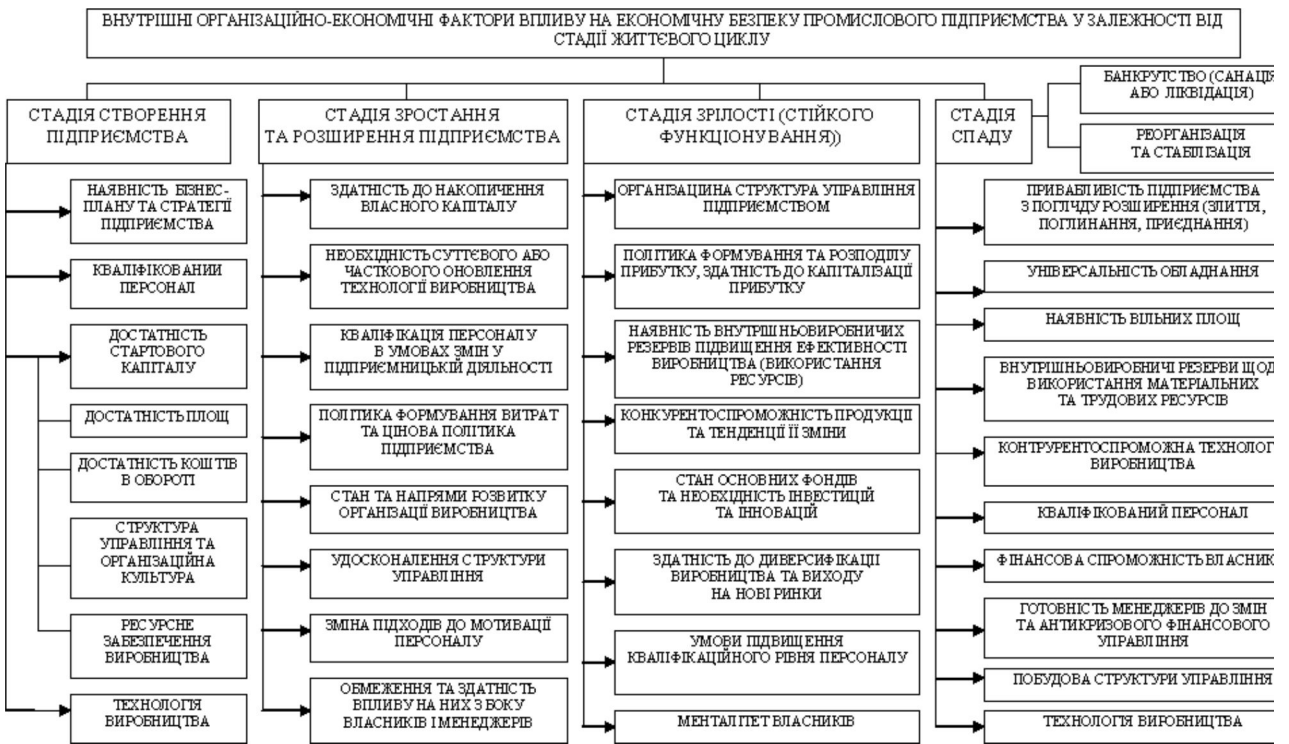 ВНУТРІШНІ ОРГАНІЗАЦІЙНО-ЕКОНОМІЧНІ ФАКТОРИ ВПЛИВУ НА ЕКОНОМІЧНУ БЕЗПЕКУ ПРОМИСЛОВОГО ПІДПРИЄМСТВА У ЗАЛЕЖНОСТІ ВІД
СТАДІЇ ЖИТТЄВОГО ЦИКЛУ
СТАДІЯ СТВОРЕННЯ
ПІДПРИЄМСТВА
НАЯВНІСТЬ БІЗНЕС-
ПЛАНУ ТА СТРАТЕГІЇ
ПІДПРИЄМСТВА
КВАЛІФІКОВАНИЙ
ПЕРСОНАЛ
ДОСТАТНІСТЬ
СТАРТОВОГО
КАПІТАЛУ
ДОСТАТНІСТЬ ПЛОЩ
ДОСТАТНІСТЬ КОШТІВ
В ОБОРОТІ
СТРУКТУРА
УПРАВЛІННЯ ТА
ОРГАНІЗАЦІЙНА
КУЛЬТУРА
РЕСУРСНЕ
ЗАБЕЗПЕЧЕННЯ
ВИРОБНИЦТВА
ТЕХНОЛОГІЯ
ВИРОБНИЦТВА
СТАДІЯ ЗРОСТАННЯ
ТА РОЗШИРЕННЯ ПІДПРИЄМСТВА
ЗДАТНІСТЬ ДО НАКОПИЧЕННЯ
ВЛАСНОГО КАПІТАЛУ
НЕОБХІДНІСТЬ СУТТЄВОГО АБО
ЧАСТКОВОГО ОНОВЛЕННЯ
ТЕХНОЛОГІЇ ВИРОБНИЦТВА
КВАЛІФІКАЦІЯ ПЕРСОНАЛУ
В УМОВАХ ЗМІН У
ПІДПРИЄМНИЦЬКІЙ ДІЯЛЬНОСТІ
ПОЛІТИКА ФОРМУВАННЯ ВИТРАТ
ТА ЦІНОВА ПОЛІТИКА
ПІДПРИЄМСТВА
СТАН ТА НАПРЯМИ РОЗВИТКУ
ОРГАНІЗАЦІЇ ВИРОБНИЦТВА
УДОСКОНАЛЕННЯ СТРУКТУРИ
УПРАВЛІННЯ
ЗМІНА ПІДХОДІВ ДО МОТИВАЦІЇ
ПЕРСОНАЛУ
ОБМЕЖЕННЯ ТА ЗДАТНІСТЬ
ВПЛИВУ НА НИХ З БОКУ
ВЛАСНИКІВ І МЕНЕДЖЕРІВ
СТАДІЯ ЗРІЛОСТІ (СТІЙКОГО
ФУНКЦІОНУВАННЯ))
ОРГАНІЗАЦІЙНА СТРУКТУРА УПРАВЛІННЯ
ПІДПРИЄМСТВОМ
ПОЛІТИКА ФОРМУВАННЯ ТА РОЗПОДІЛУ
ПРИБУТКУ, ЗДАТНІСТЬ ДО КАПІТАЛІЗАЦІЇ
ПРИБУТКУ
НАЯВНІСТЬ ВНУТРІШНЬОВИРОБНИЧИХ
РЕЗЕРВІВ ПІДВИЩЕННЯ ЕФЕКТИВНОСТІ
ВИРОБНИЦТВА (ВИКОРИСТАННЯ
РЕСУРСІВ)
КОНКУРЕНТОСПРОМОЖНІСТЬ ПРОДУКЦІЇ
ТА ТЕНДЕНЦІЇ ЇЇ ЗМІНИ
СТАН ОСНОВНИХ ФОНДІВ
ТА НЕОБХІДНІСТЬ ІНВЕСТИЦІЙ
ТА ІННОВАЦІЙ
ЗДАТНІСТЬ ДО ДИВЕРСИФІКАЦІЇ
ВИРОБНИЦТВА ТА ВИХОДУ
НА НОВІ РИНКИ
УМОВИ ПІДВИЩЕННЯ
КВАЛІФІКАЦІЙНОГО РІВНЯ ПЕРСОНАЛУ
МЕНТАЛІТЕТ ВЛАСНИКІВ
СТАДІЯ
СПАДУ
БАНКРУТСТВО (САНАЦІЯ
АБО ЛІКВІДАЦІЯ)
РЕОРГАНІЗАЦІЯ
ТА СТАБІЛІЗАЦІЯ
ПРИВАБЛИВІСТЬ ПІДПРИЄМСТВА
З ПОГЛЧДУ РОЗШИРЕННЯ (ЗЛИТТЯ,
ПОГЛИНАННЯ, ПРИЄДНАННЯ)
УНІВЕРСАЛЬНІСТЬ ОБЛАДНАННЯ
НАЯВНІСТЬ ВІЛЬНИХ ПЛОЩ
ВНУТРІШНЬОВИРОБНИЧІ РЕЗЕРВИ ЩОД
ВИКОРИСТАННЯ МАТЕРІАЛЬНИХ
ТА ТРУДОВИХ РЕСУРСІВ
КОНТРУРЕНТОСПРОМОЖНА ТЕХНОЛОГ
ВИРОБНИЦТВА
КВАЛІФІКОВАНИЙ ПЕРСОНАЛ
ФІНАНСОВА СПРОМОЖНІСТЬ ВЛАСНИК
ГОТОВНІСТЬ МЕНЕДЖЕРІВ ДО ЗМІН
ТА АНТИКРИЗОВОГО ФІНАНСОВОГО
УПРАВЛІННЯ
ПОБУДОВА СТРУКТУРИ УПРАВЛІННЯ
ТЕХНОЛОГІЯ ВИРОБНИЦТВА